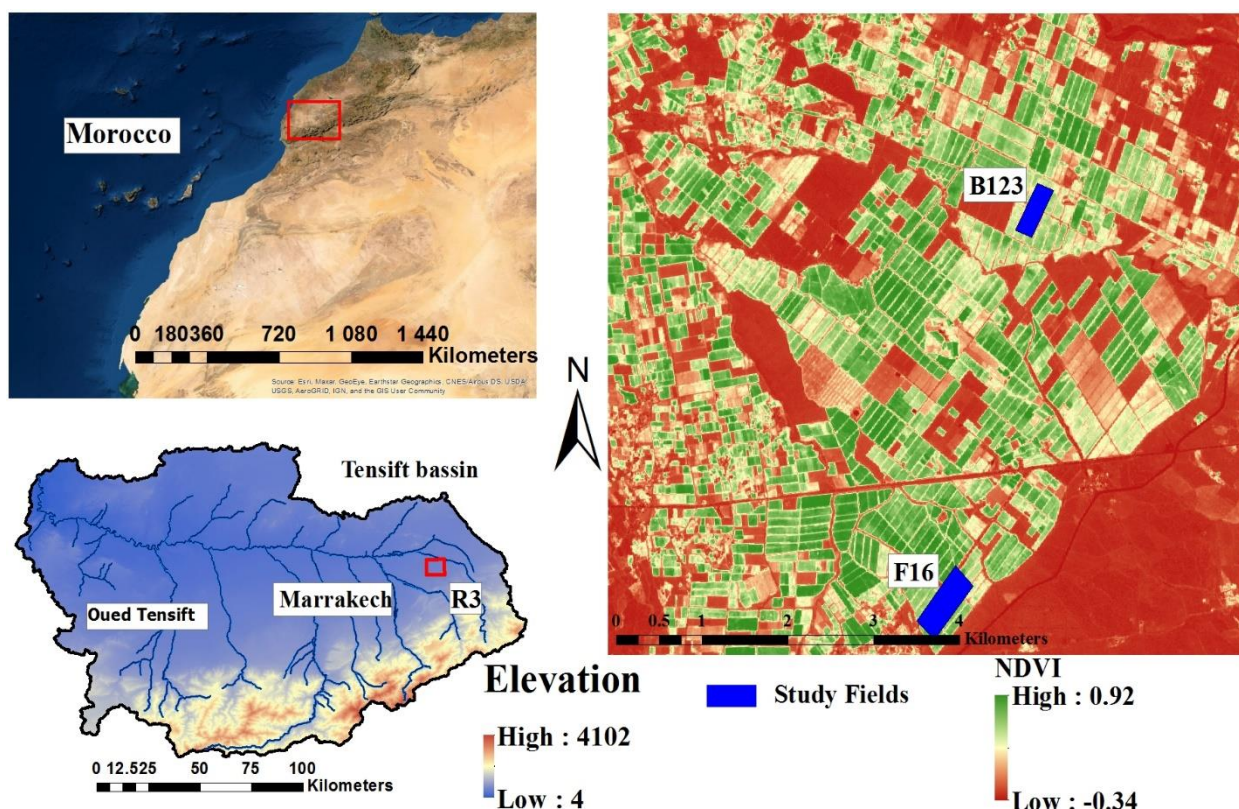 Morocco
0 180 360 720 1 080 1 440
Kilometers
Source: Esri, Maxar, GeoEye, Earthstar Geographics, CNES/Airbus DS, USDA,
USGS, AeroGRID, IGN, and the GIS User Community
N
Tensift bassin
Oued Tensift
Marrakech
R3
0 12.525 50 75 100
Kilometers
Elevation
High : 4102
Low : 4
B123
F16
0 0.5 1 2 3 4
Kilometers
Study Fields
NDVI
High : 0.92
Low : -0.34